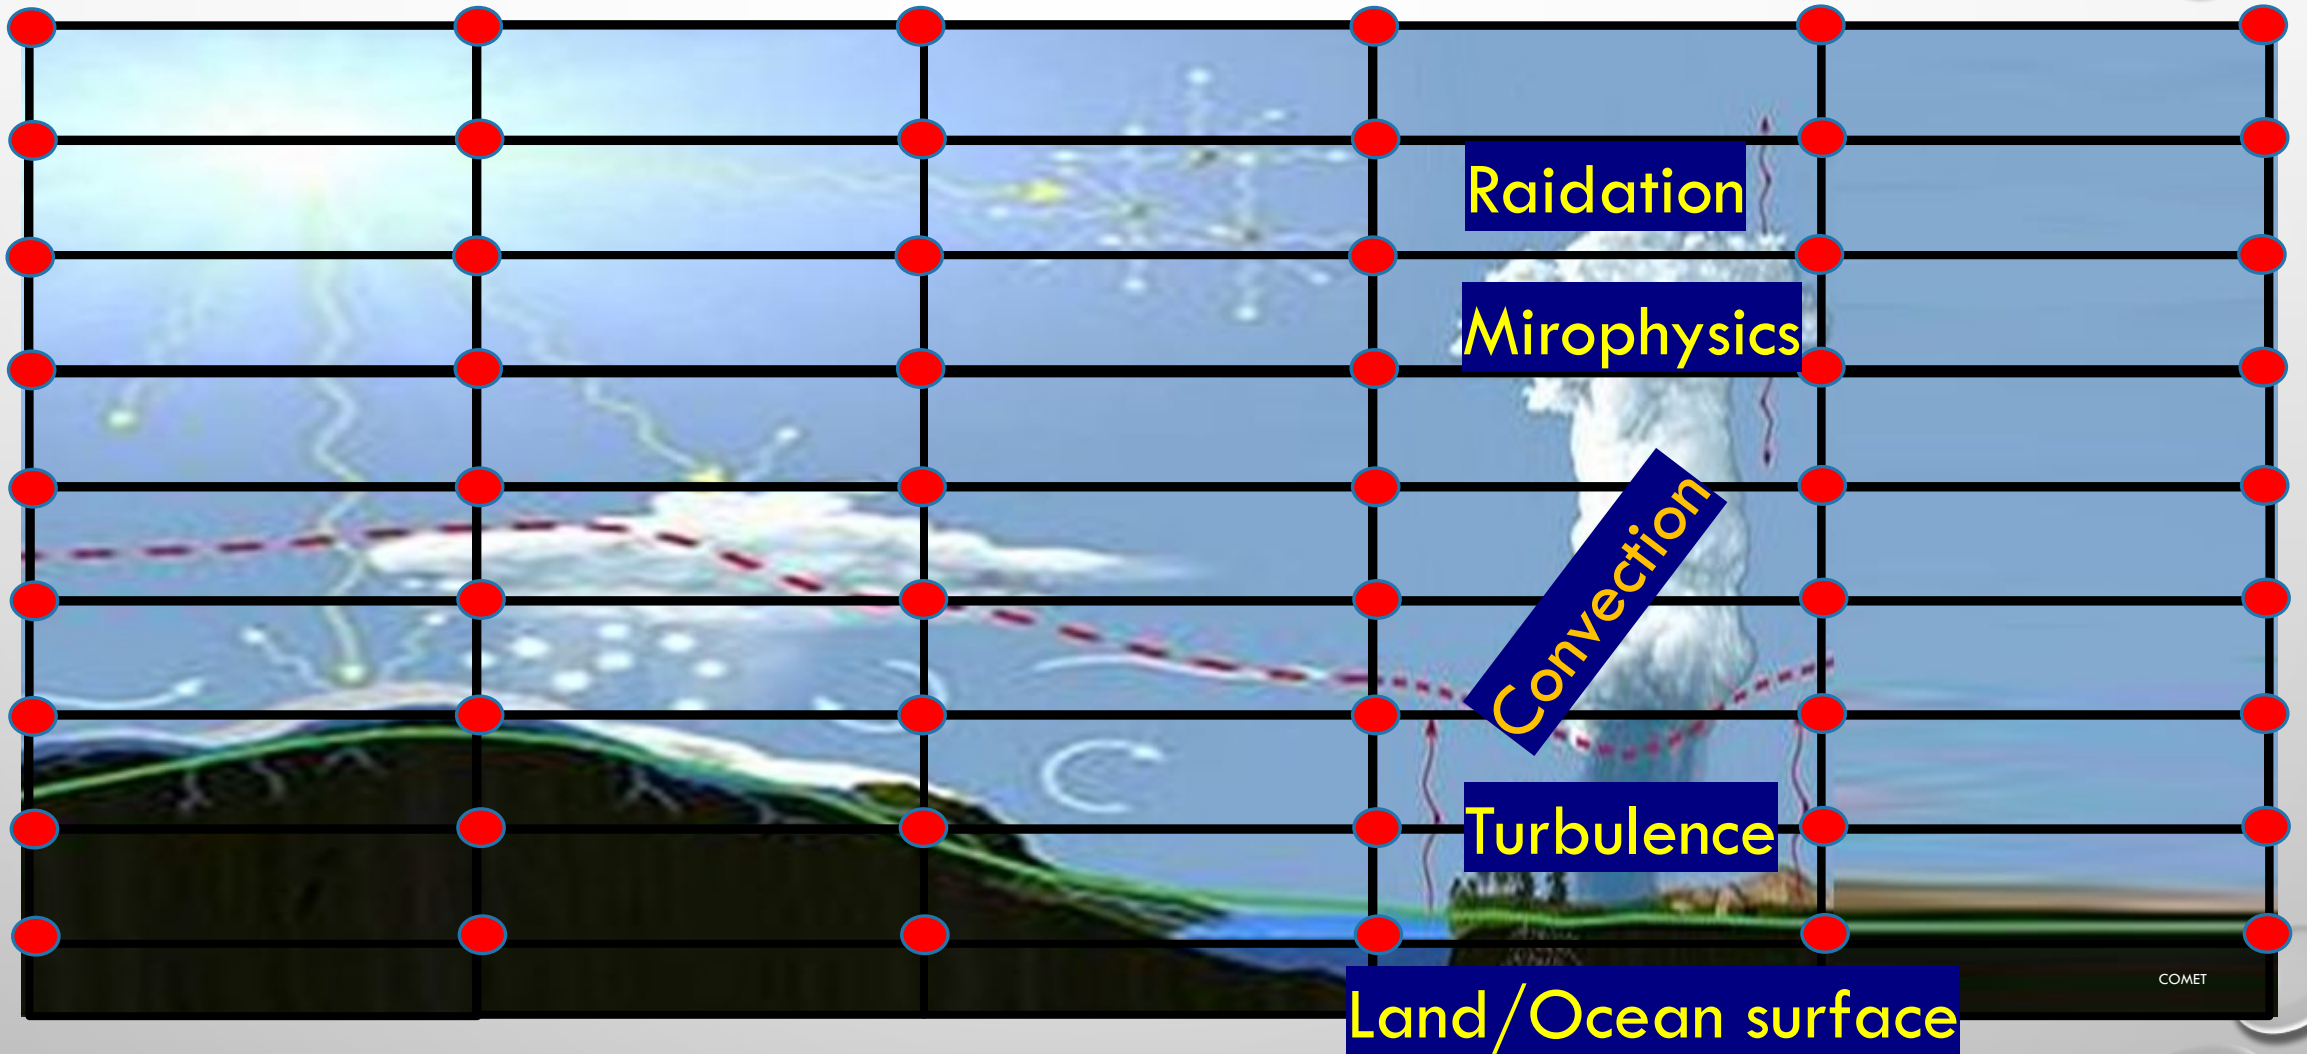 Raidation
Mirophysics
Convection
Turbulence
COMET
Land/Ocean surface